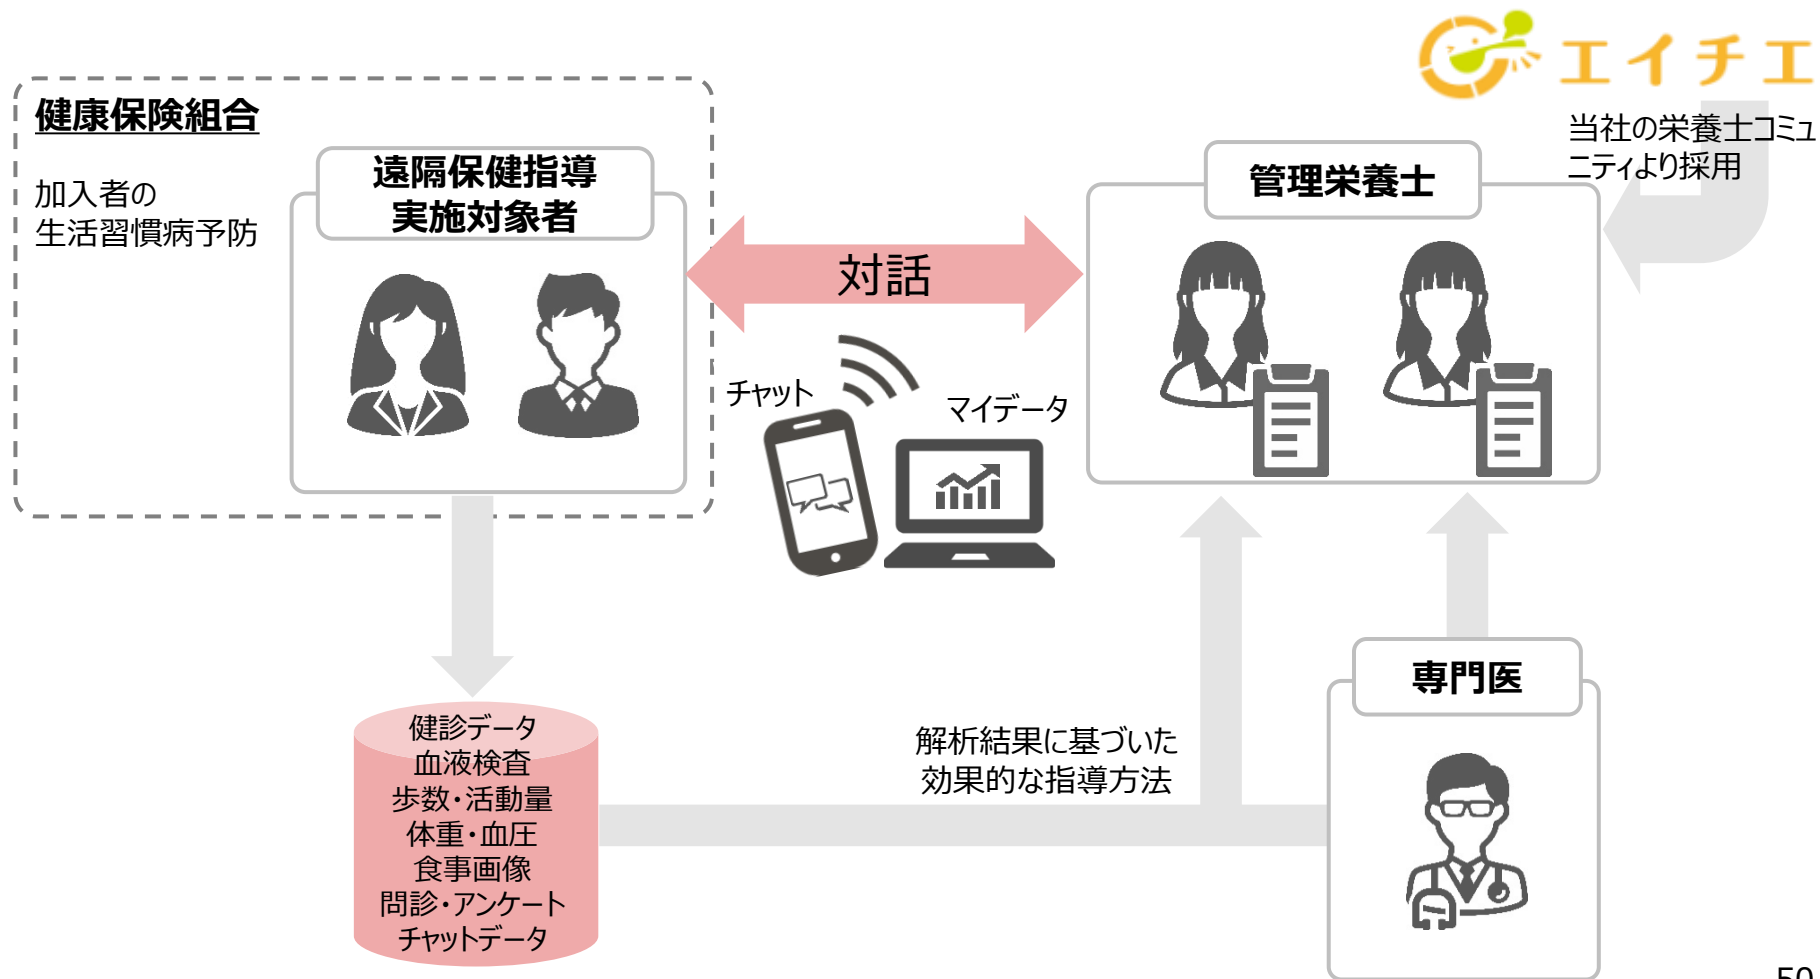 エイチエ
当社の栄養士コミュ
ニティより採用
健康保険組合
加入者の
生活習慣病予防
遠隔保健指導
実施対象者
対話
管理栄養士
チャット
マイデータ
専門医
解析結果に基づいた
効果的な指導方法
健診データ
血液検査
歩数・活動量
体重・血圧
食事画像
問診・アンケート
チャットデータ
50